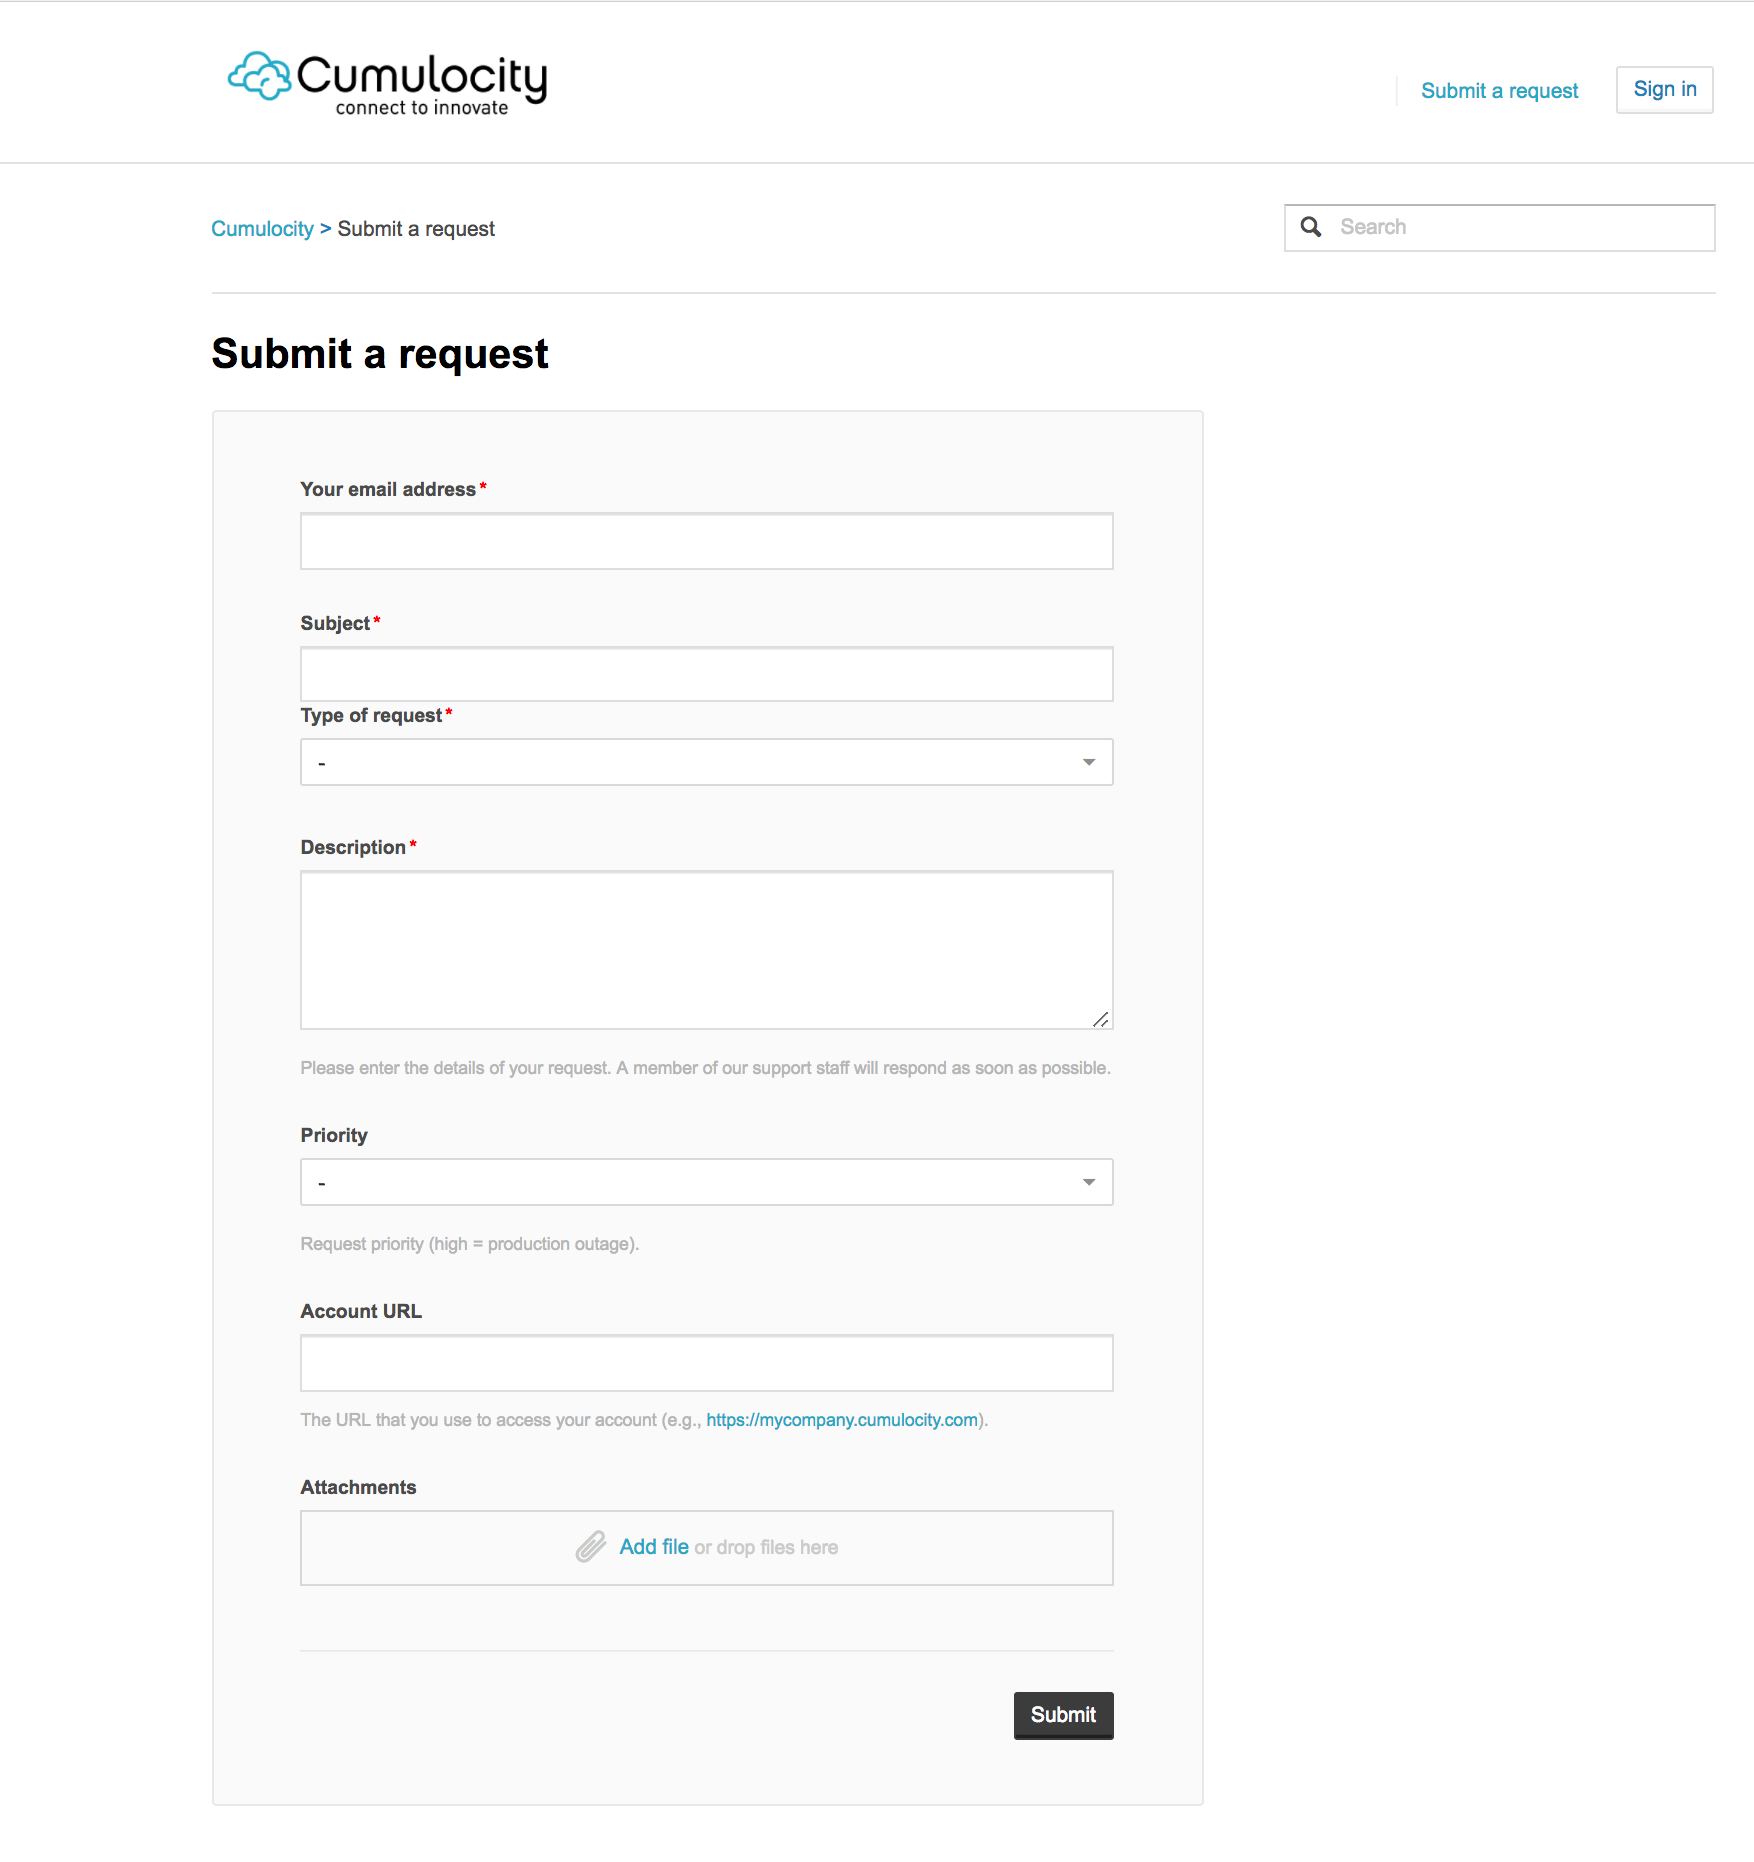 Cumulocity
connect to innovate
Submit a request
Sign in
Cumulocity > Submit a request
Search
Submit a request
Your email address*
Subject*
Type of request*
-
Description*
Please enter the details of your request. A member of our support staff will respond as soon as possible.
Priority
-
Request priority (high = production outage).
Account URL
The URL that you use to access your account (e.g., https://mycompany.cumulocity.com).
Attachments
Add file or drop files here
Submit